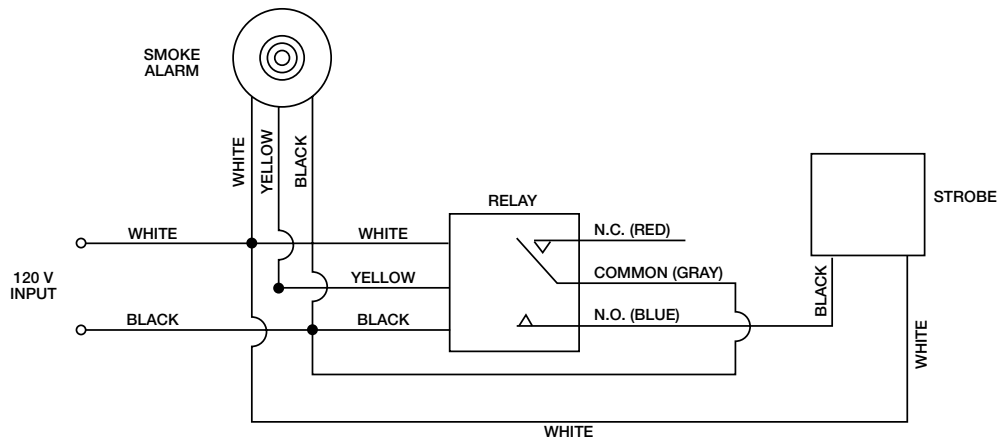 SMOKE
ALARM
WHITE
YELLOW
BLACK
STROBE
RELAY
N.C. (RED)
WHITE
WHITE
120 V
INPUT
YELLOW
COMMON (GRAY)
BLACK
BLACK
BLACK
N.O. (BLUE)
WHITE
WHITE